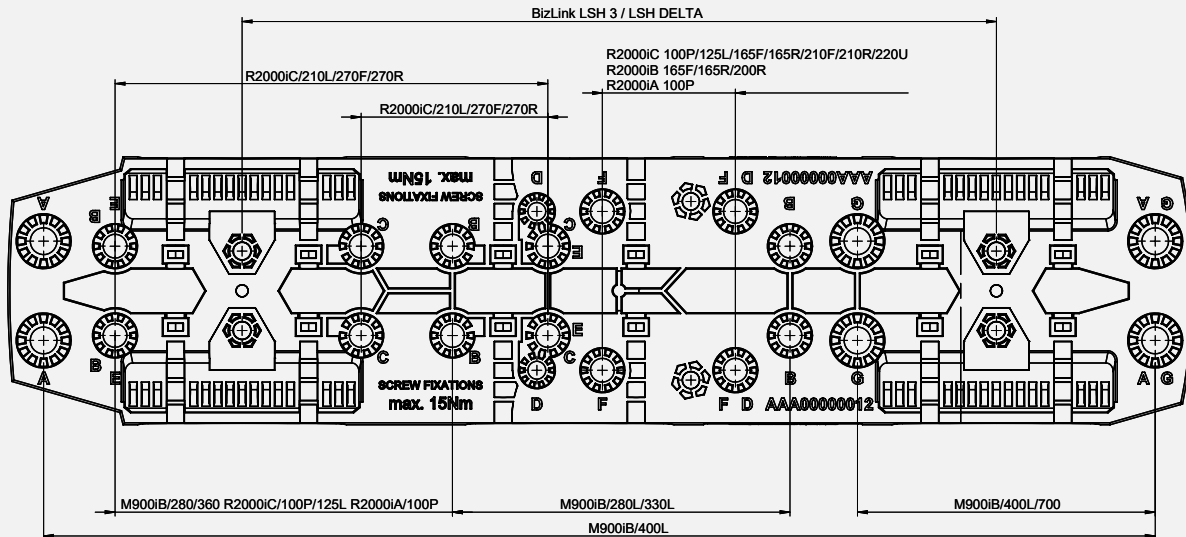 BizLink LSH 3 / LSH DELTA
R2000iC 100P/125L/165F/165R/210F/210R/220U
R2000iB 165F/165R/200R
R2000iA 100P
R2000iC/210L/270F/270R
R2000iC/210L/270F/270R
max. 15Nm
SCREW FIXATIONS
D F F D AAA00000012
A B E C B C E B G A G
A B E C B E C B G A G
SCREW FIXATIONS
max. 15Nm
D F F D AAA00000012
M900iB/280/360 R2000iC/100P/125L R2000iA/100P
M900iB/280L/330L
M900iB/400L/700
M900iB/400L